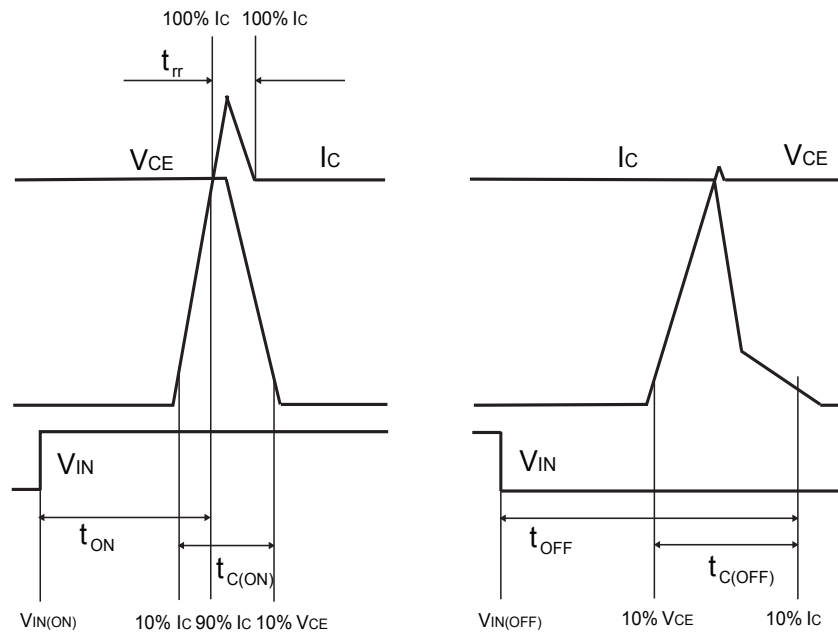 100% IC 100% IC
trr
VCE IC
IC VCE
VIN
VIN
tON
tC(ON)
tOFF
tC(OFF)
VIN(ON) 10% IC 90% IC 10% VCE
VIN(OFF) 10% VCE 10% IC